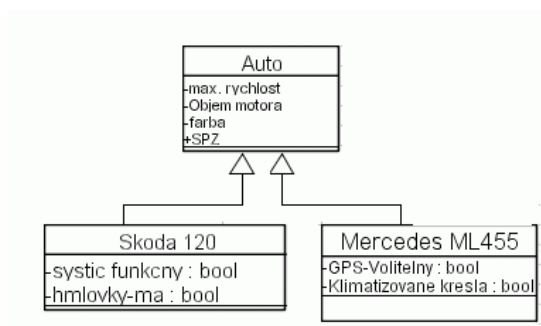 Auto
-max. rychlost
-Objem motora
-farba
+SPZ
Skoda 120
-systic funkcny : bool
-hmlovky-ma : bool
Mercedes ML455
-GPS-Volitelny : bool
-Klimatizovane kresla : bool